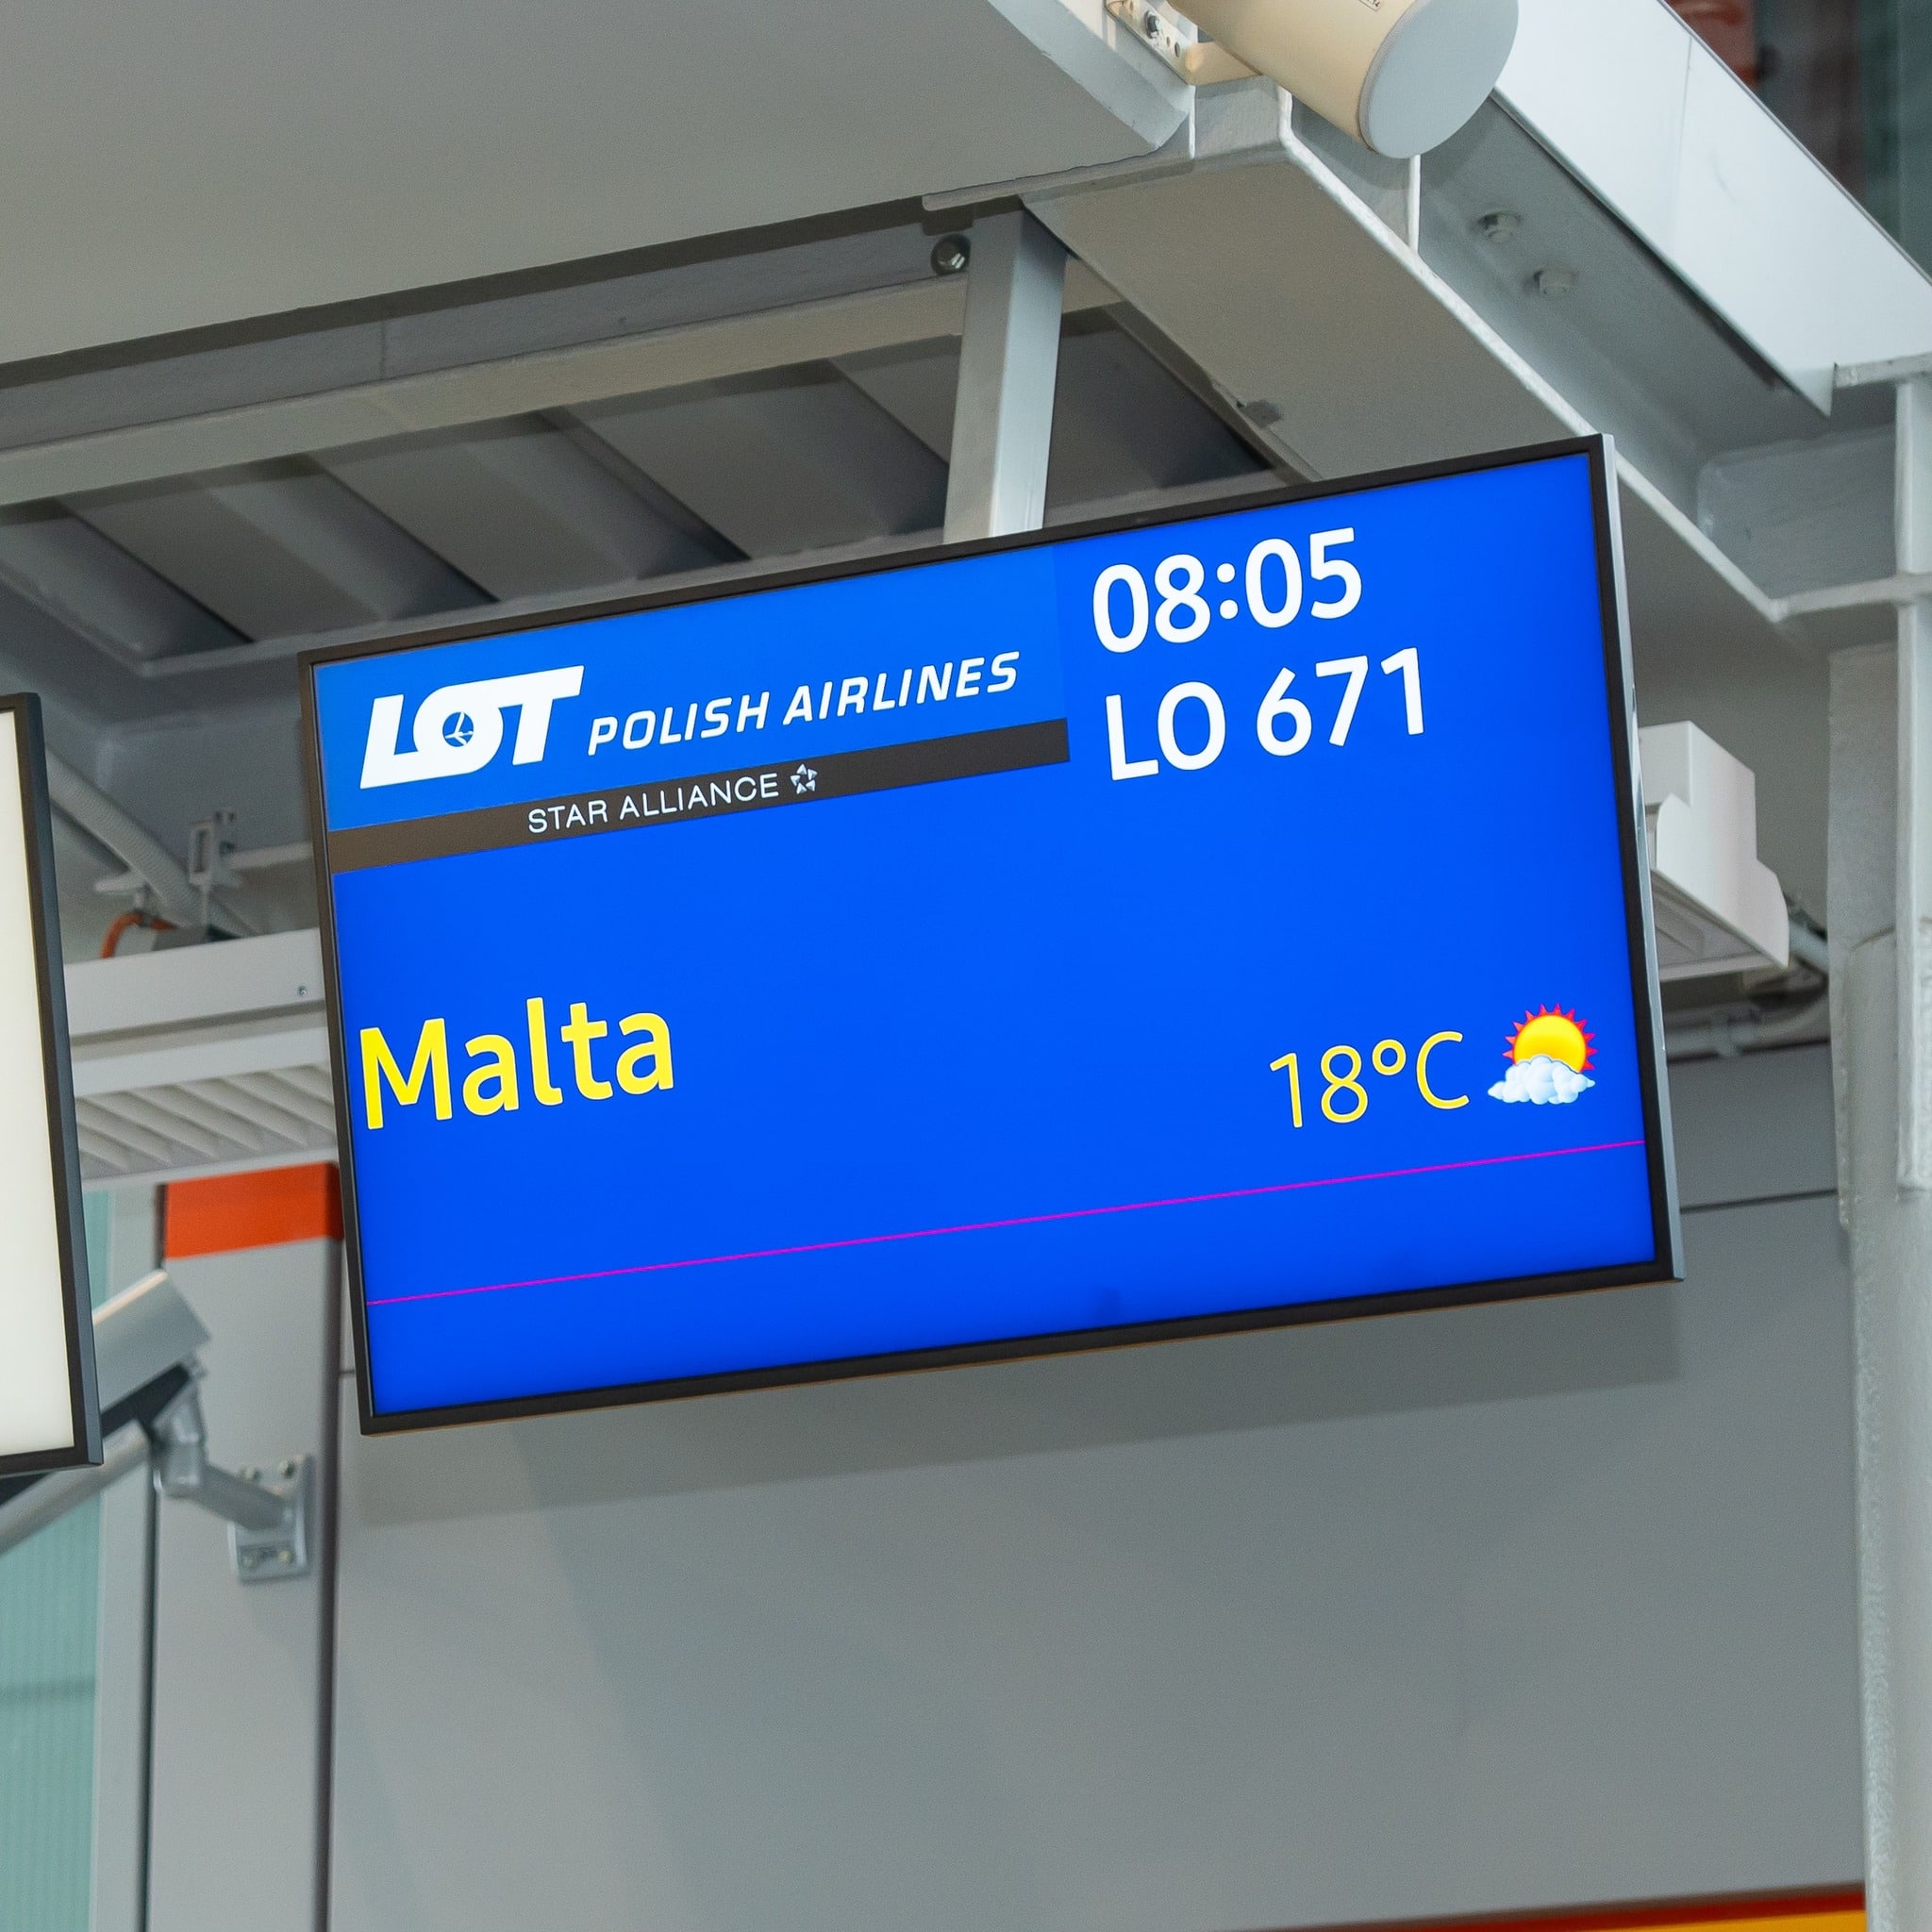 LOT POLISH AIRLINES
STAR ALLIANCE
08:05
LO 671
Malta
18°C